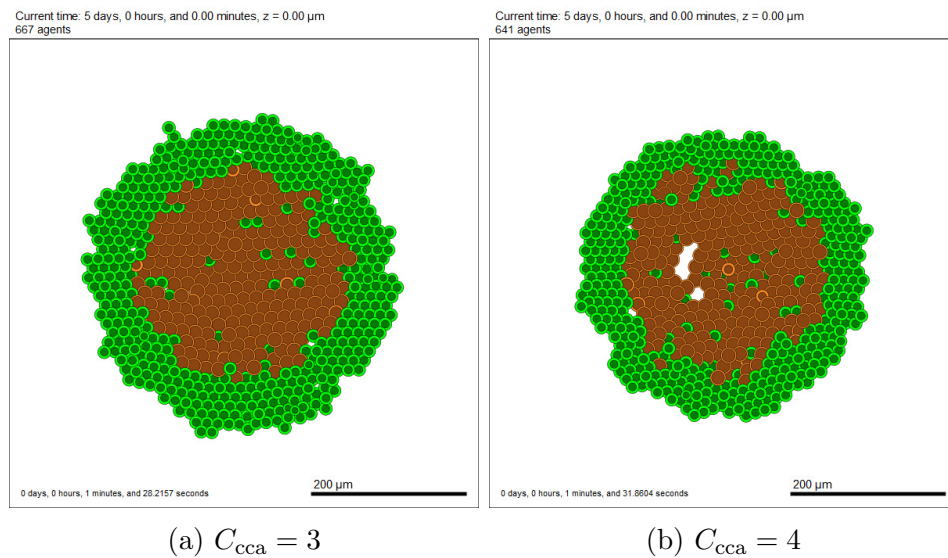 Current time: 5 days, 0 hours, and 0.00 minutes, z = 0.00 µm
667 agents
200 µm
0 days, 0 hours, 1 minutes, and 28.2157 seconds
(a) C_cca = 3
Current time: 5 days, 0 hours, and 0.00 minutes, z = 0.00 µm
641 agents
200 µm
0 days, 0 hours, 1 minutes, and 31.8604 seconds
(b) C_cca = 4